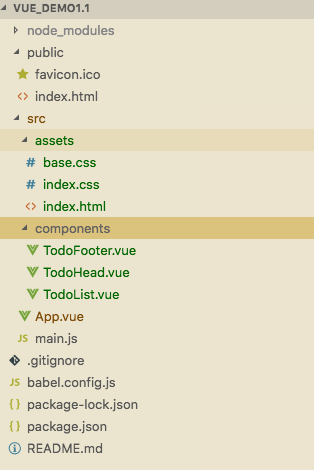 VUE_DEMO1.1
node_modules
public
favicon.ico
<> index.html
src
assets
# base.css
# index.css
<> index.html
components
TodoFooter.vue
TodoHead.vue
TodoList.vue
App.vue
JS main.js
.gitignore
JS babel.config.js
{} package-lock.json
{} package.json
README.md